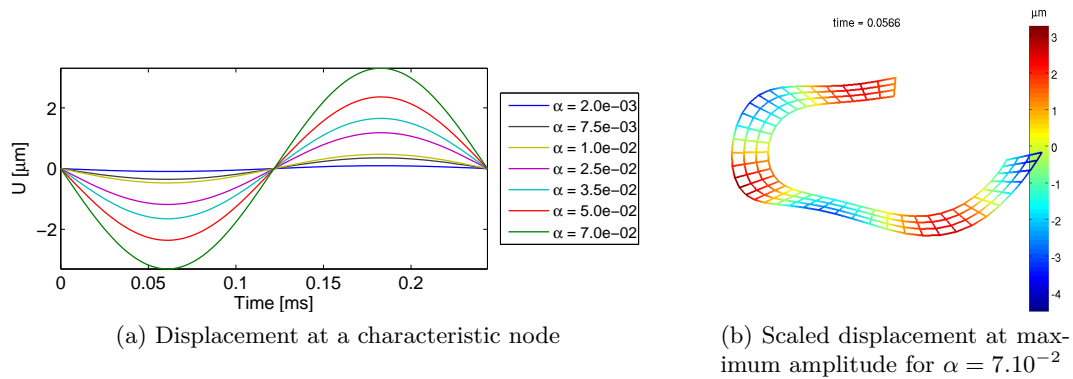 U [μm]
2
0
−2
0
0.05
0.1
0.15
0.2
Time [ms]
α = 2.0e−03
α = 7.5e−03
α = 1.0e−02
α = 2.5e−02
α = 3.5e−02
α = 5.0e−02
α = 7.0e−02
(a) Displacement at a characteristic node
time = 0.0566
μm
3
2
1
0
-1
-2
-3
-4
(b) Scaled displacement at max-
imum amplitude for α = 7.10⁻²